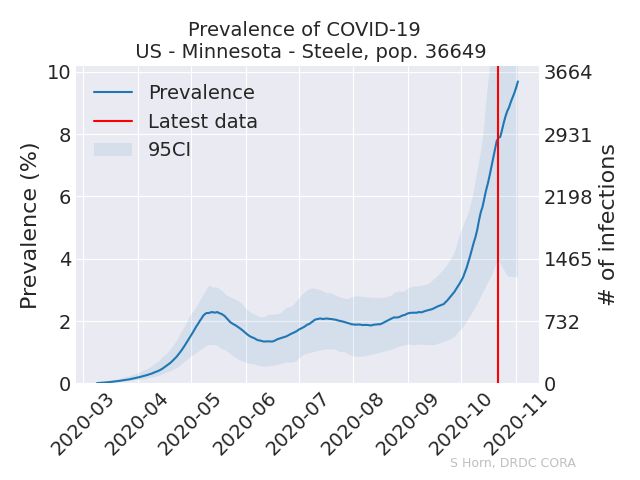 Prevalence of COVID-19
US - Minnesota - Steele, pop. 36649
Prevalence
Latest data
95CI
Prevalence (%)
10
8
6
4
2
0
3664
2931
2198
1465
732
0
# of infections
2020-03
2020-04
2020-05
2020-06
2020-07
2020-08
2020-09
2020-10
2020-11
S Horn, DRDC CORA